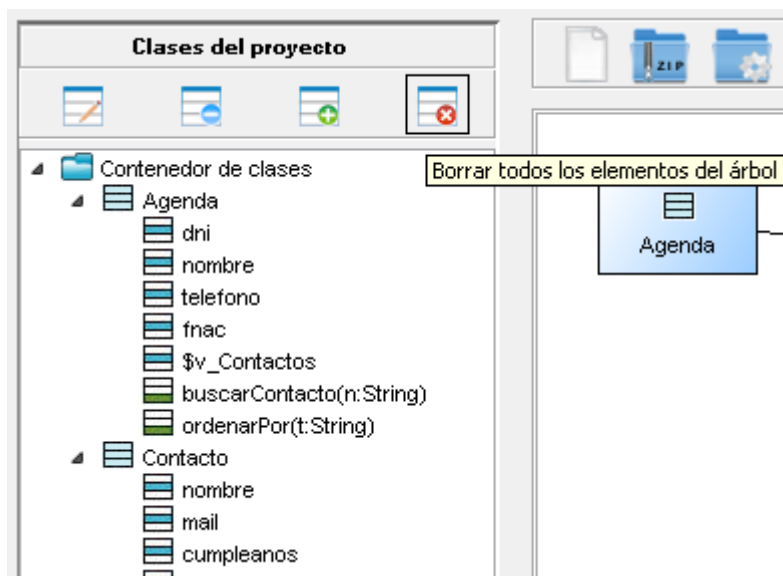 Clases del proyecto
ZIP
Contenedor de clases
Borrar todos los elementos del árbol
Agenda
dni
nombre
telefono
fnac
$v_Contactos
buscarContacto(n:String)
ordenarPor(t:String)
Contacto
nombre
mail
cumpleanos
Agenda